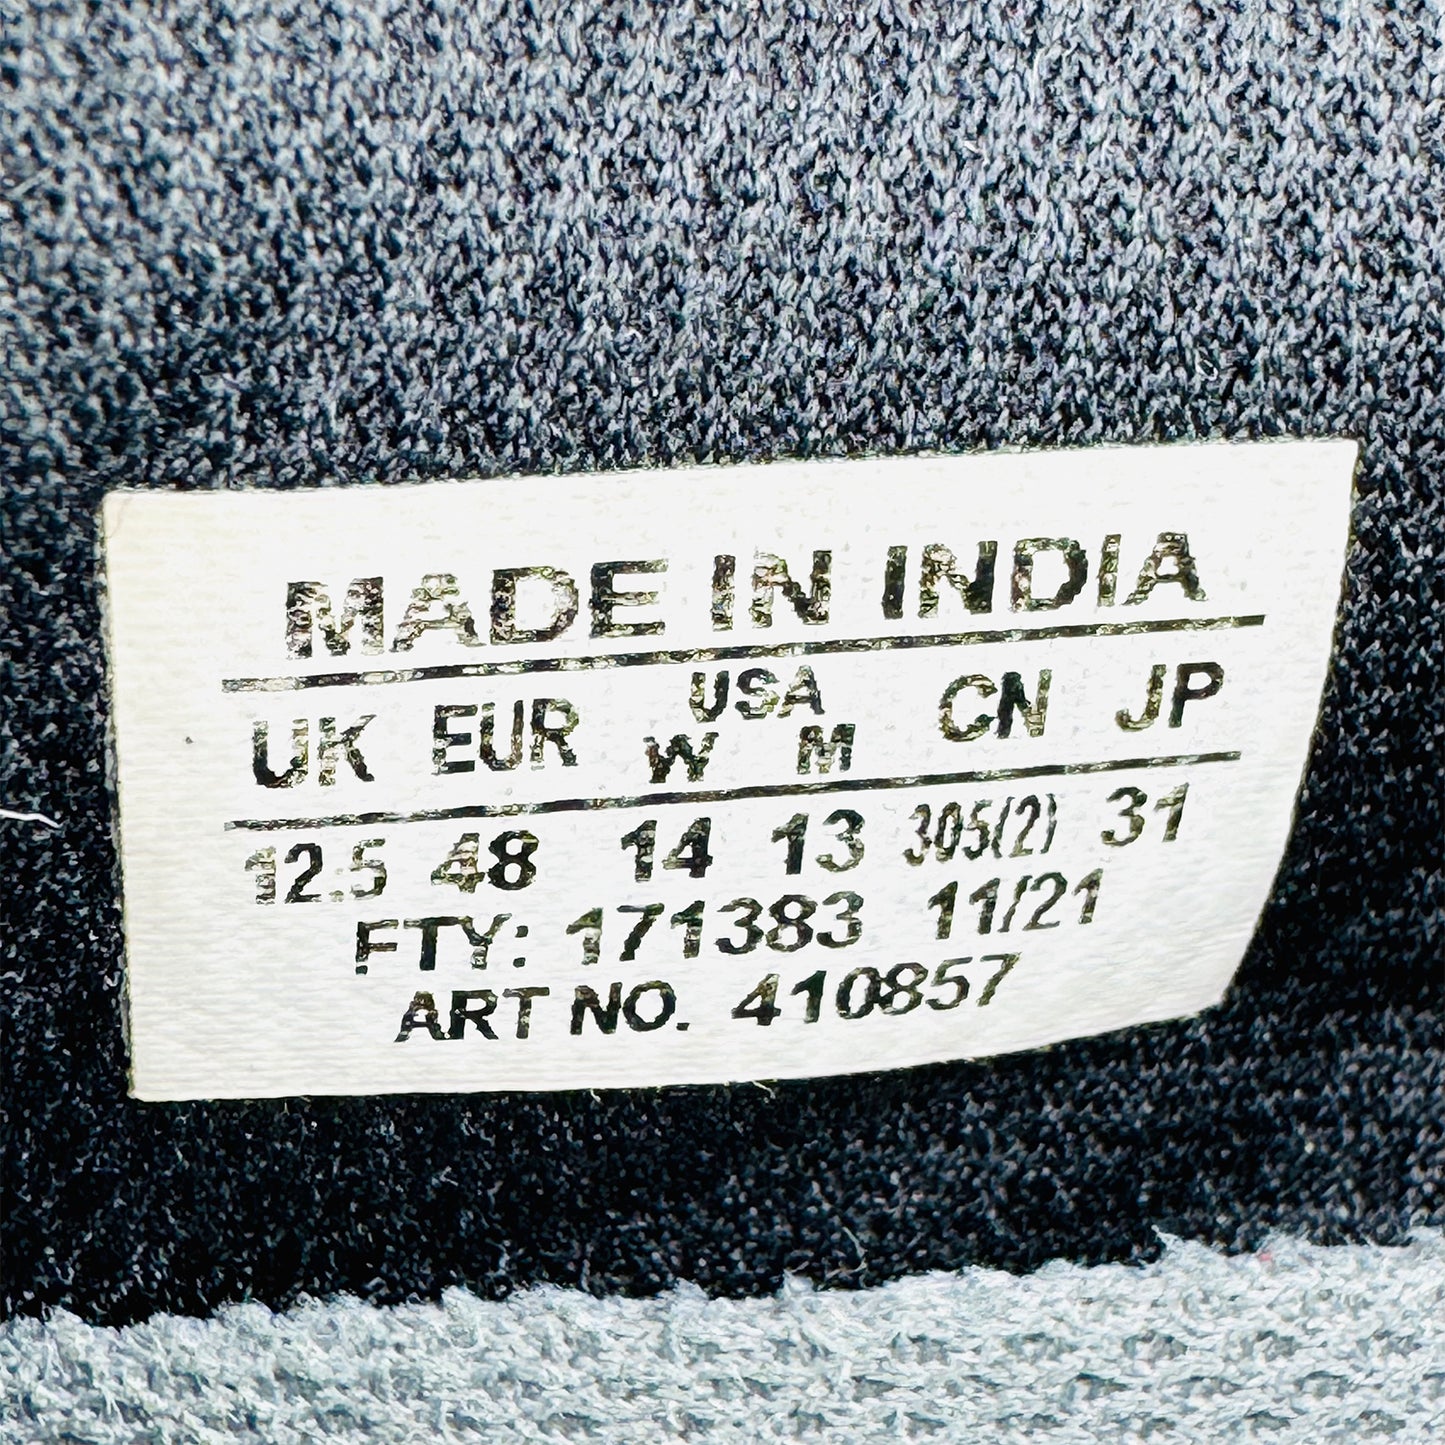 MADE IN INDIA
UK EUR USA CN JP
W M
12.5 48 14 13 305(2) 31
FTY: 171383 11/21
ART NO. 410857